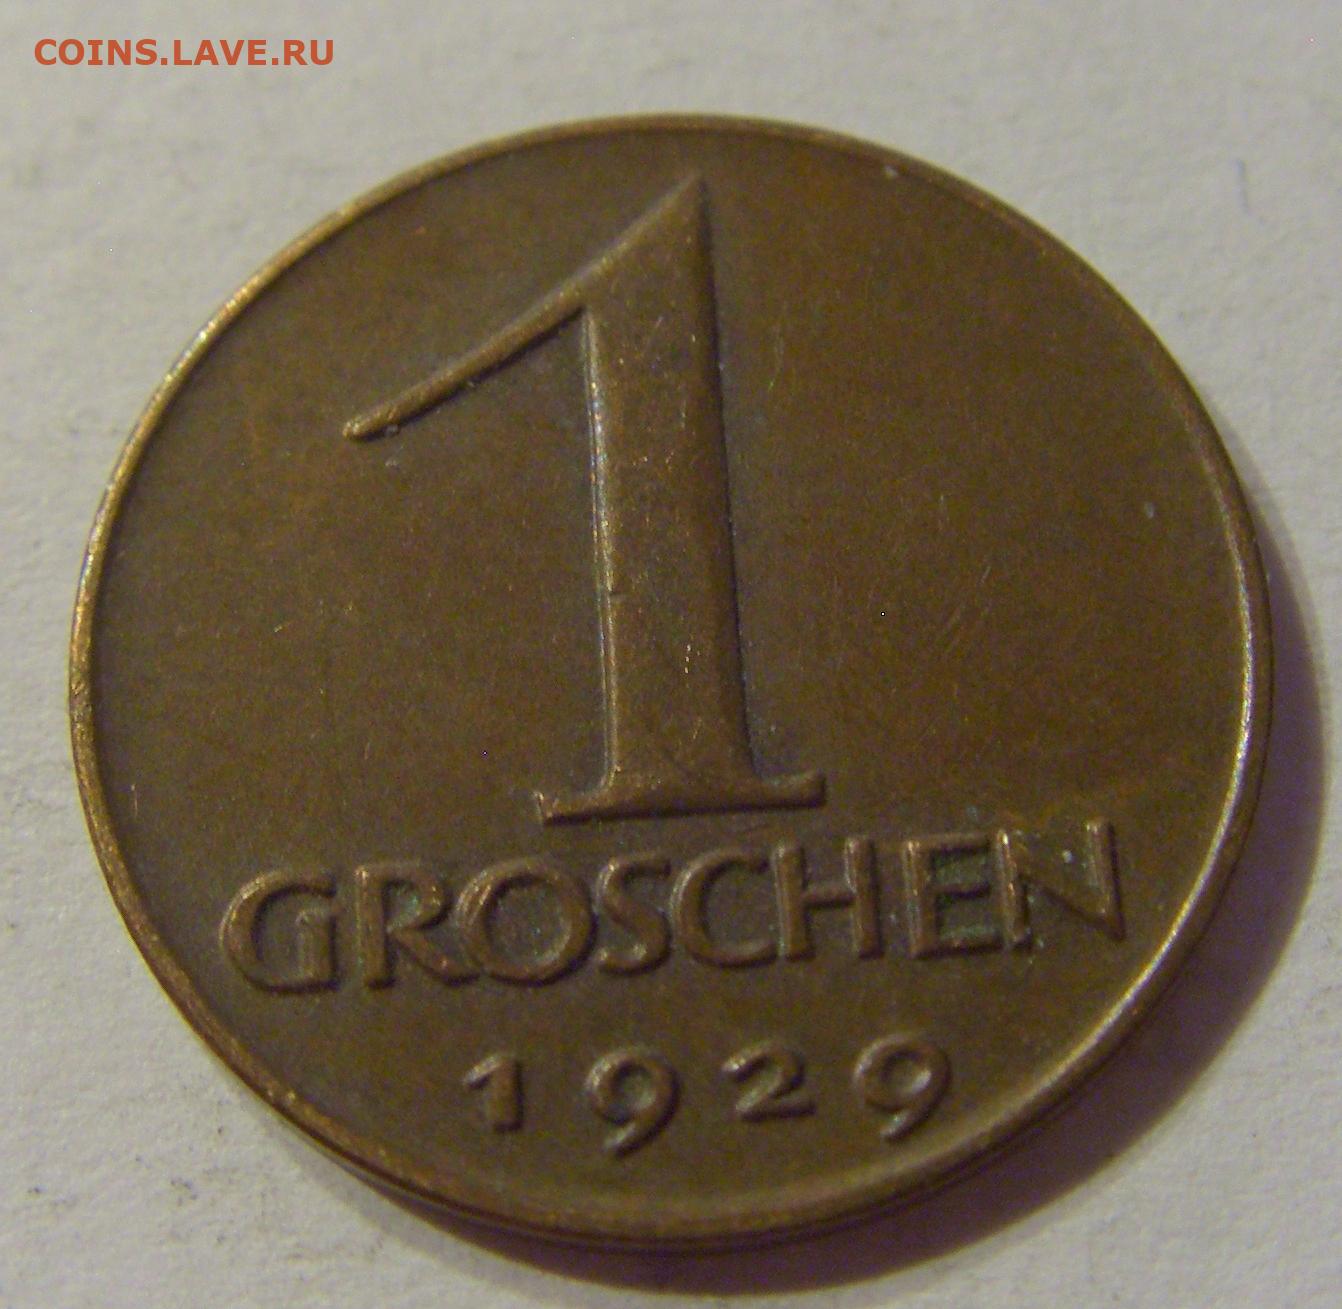 COINS.LAVE.RU
1
GROSCHEN
1929